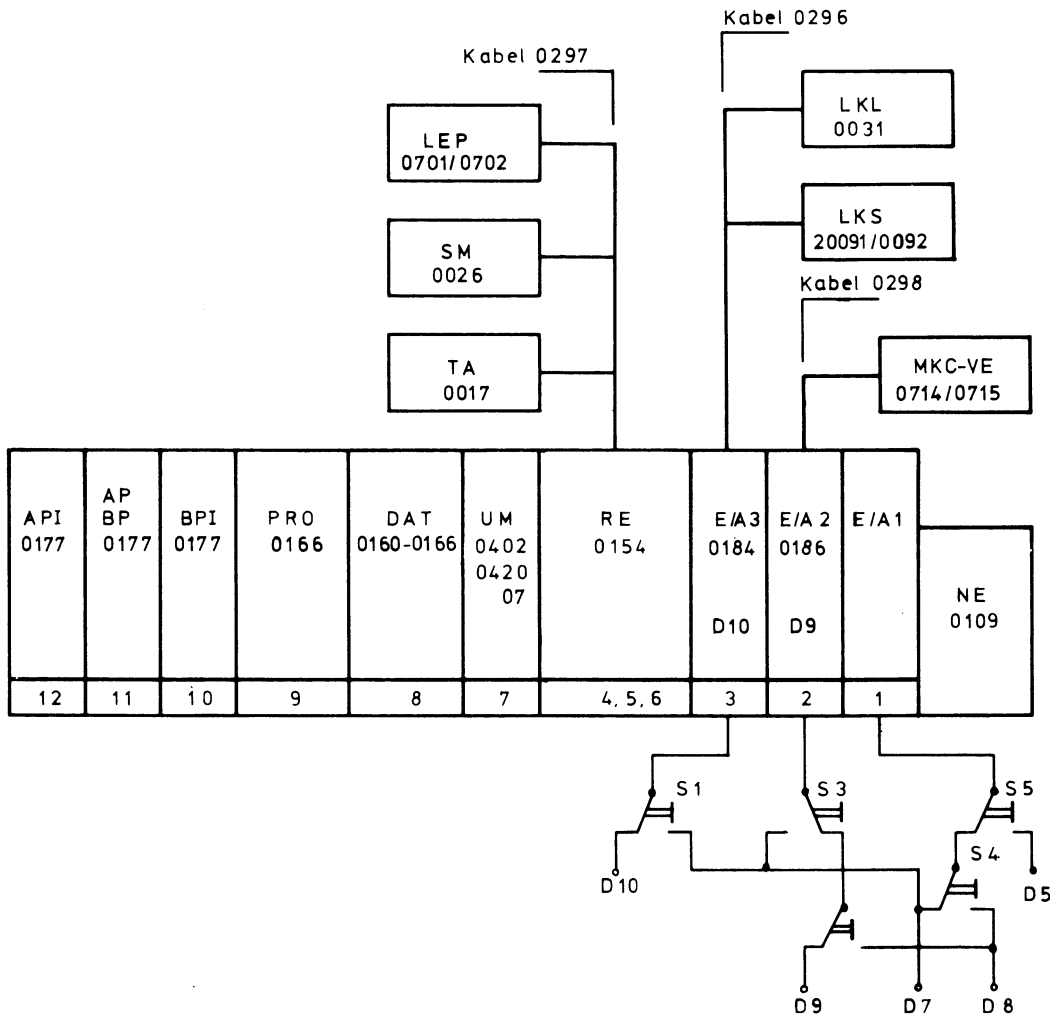 Kabel 0296
Kabel 0297
LKL
0031
LEP
0701/0702
LKS
20091/0092
SM
0026
Kabel 0298
TA
0017
MKC-VE
0714/0715
API
0177
AP
BP
0177
BPI
0177
PRO
0166
DAT
0160-0166
UM
0402
0420
07
RE
0154
E/A3
0184
D10
E/A2
0186
D9
E/A1
NE
0109
12
11
10
9
8
7
4, 5, 6
3
2
1
S1
S3
S5
S4
D10
D5
D9
D7
D8